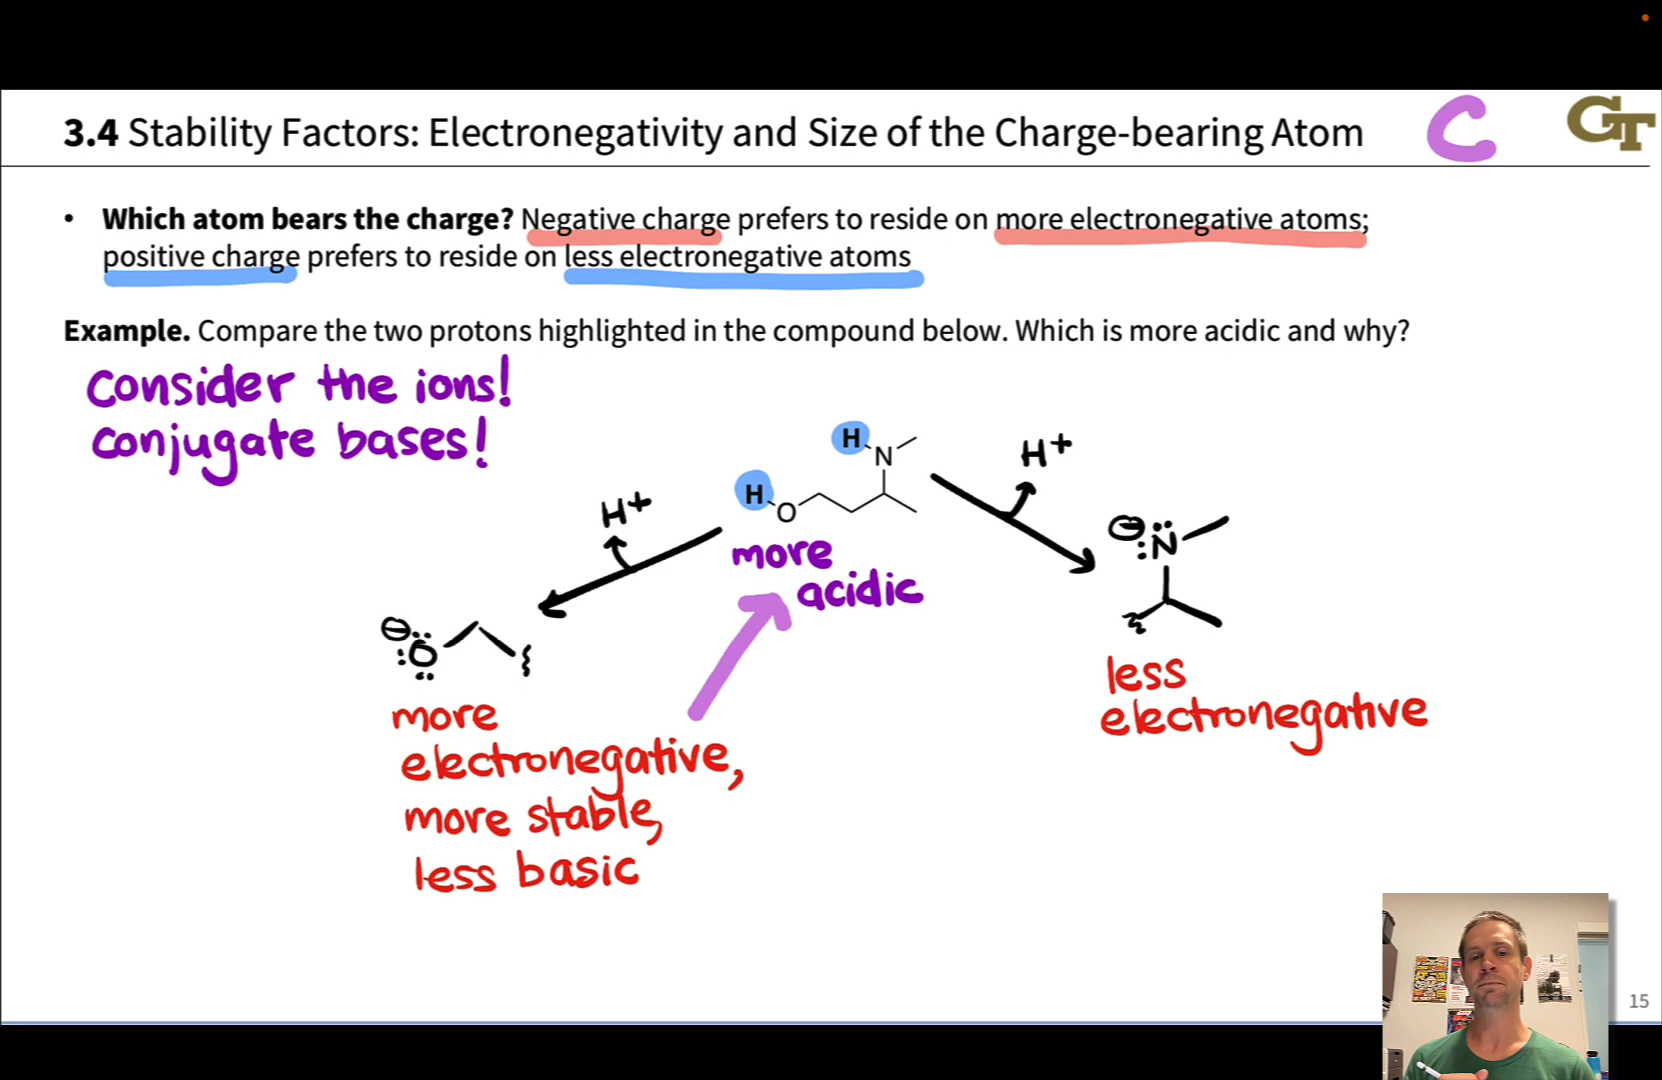 3.4 Stability Factors: Electronegativity and Size of the Charge-bearing Atom
C
GT
• Which atom bears the charge? Negative charge prefers to reside on more electronegative atoms;
positive charge prefers to reside on less electronegative atoms
Example. Compare the two protons highlighted in the compound below. Which is more acidic and why?
Consider the ions!
conjugate bases!
H
N
H
O
H+
H+
⊖
:N̈
more
acidic
⊖
:Ö
less
electronegative
more
electronegative,
more stable,
less basic
15